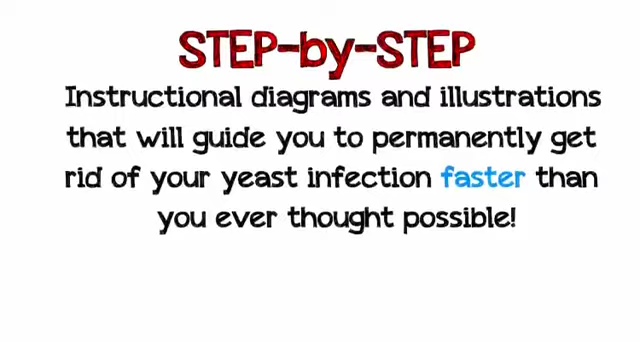 STEP-by-STEP
Instructional diagrams and illustrations
that will guide you to permanently get
rid of your yeast infection faster than
you ever thought possible!